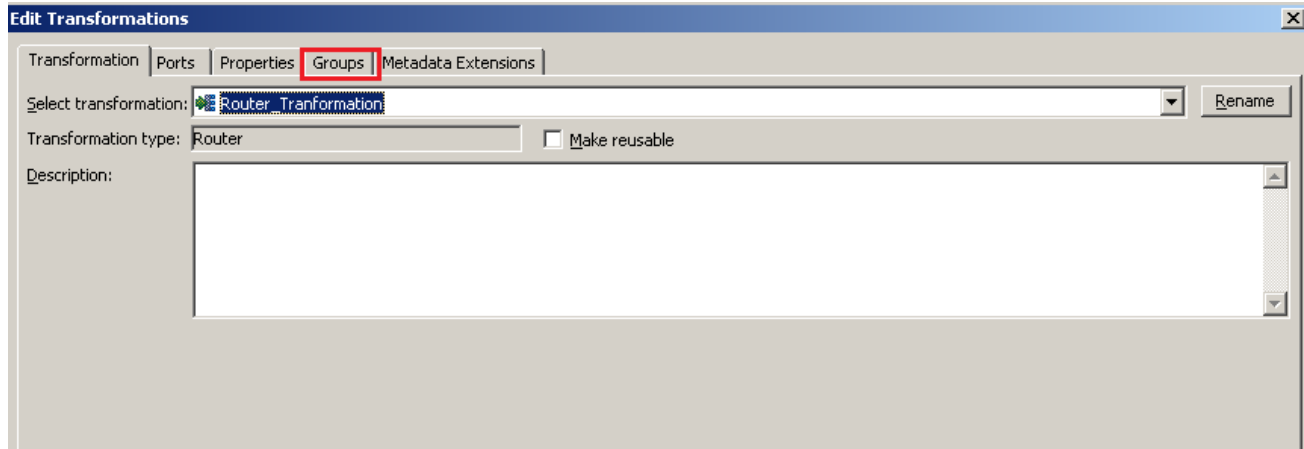 Edit Transformations
Transformation Ports Properties Groups Metadata Extensions
Select transformation: Router_Tranformation Rename
Transformation type: Router Make reusable
Description: